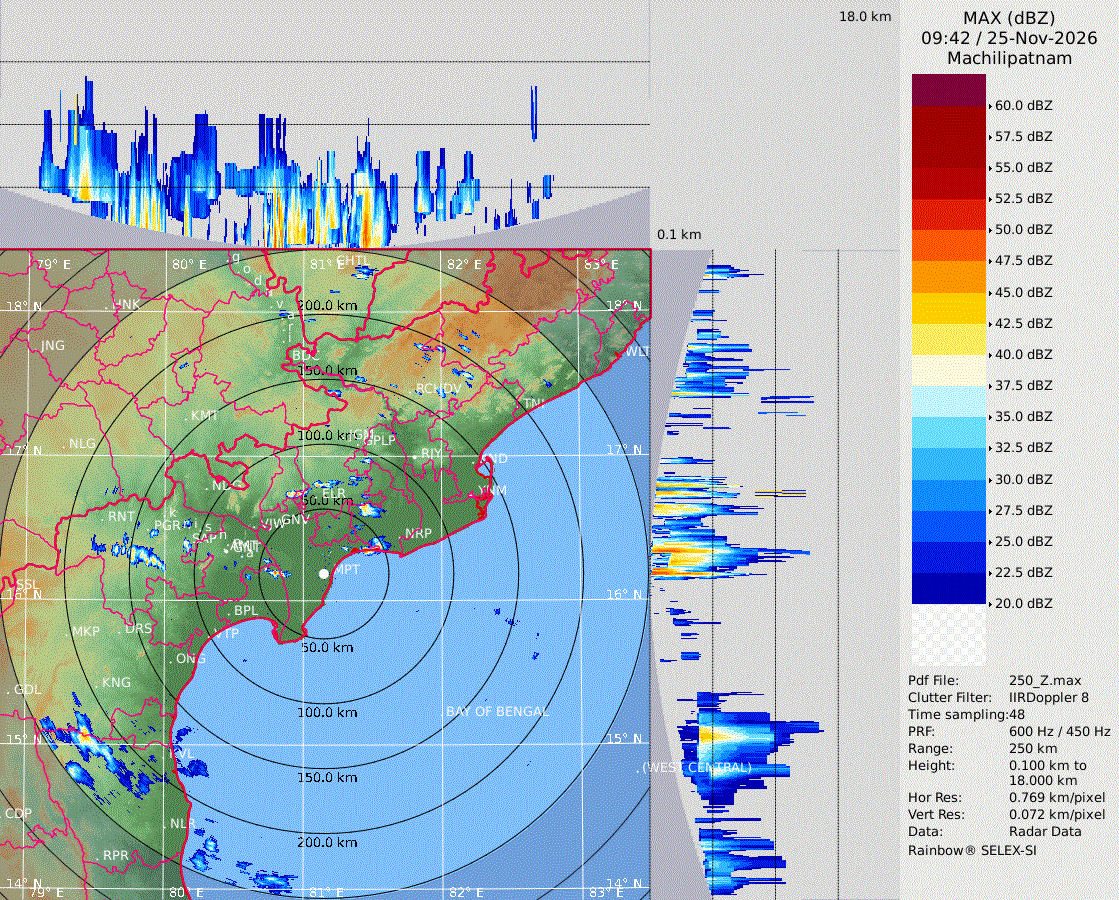 18.0 km
MAX (dBZ)
09:42 / 25-Nov-2026
Machilipatnam
60.0 dBZ
57.5 dBZ
55.0 dBZ
52.5 dBZ
50.0 dBZ
47.5 dBZ
45.0 dBZ
42.5 dBZ
40.0 dBZ
37.5 dBZ
35.0 dBZ
32.5 dBZ
30.0 dBZ
27.5 dBZ
25.0 dBZ
22.5 dBZ
20.0 dBZ
Pdf File: 250_Z.max
Clutter Filter: IIRDoppler 8
Time sampling:48
PRF: 600 Hz / 450 Hz
Range: 250 km
Height: 0.100 km to
18.000 km
Hor Res: 0.769 km/pixel
Vert Res: 0.072 km/pixel
Data: Radar Data
Rainbow® SELEX-SI
0.1 km
79° E
80° E
81° E
82° E
83° E
18° N
18° N
200.0 km
JNG
WLT
150.0 km
RCHDV
TNI
KMT
100.0 km
NLG
17° N
17° N
RJY
YNM
ELR
50.0 km
RNT
PGR
VJW
GNV
NRP
MPT
16° N
16° N
BPL
MKP
DRS
ONG
50.0 km
KNG
GDL
100.0 km
BAY OF BENGAL
15° N
15° N
KVL
150.0 km
(WEST CENTRAL)
CDP
NLR
200.0 km
RPR
14° N
14° N
79° E
80° E
81° E
82° E
83° E